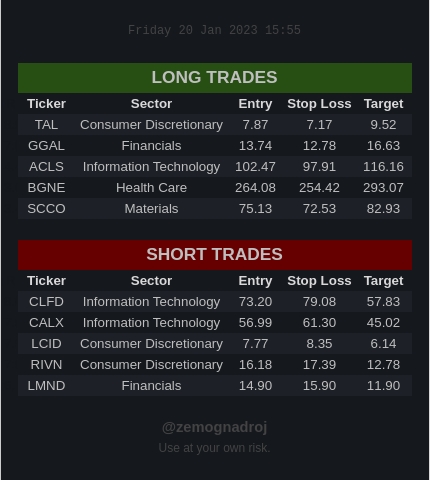 Friday 20 Jan 2023 15:55
LONG TRADES
Ticker Sector Entry Stop Loss Target
TAL Consumer Discretionary 7.87 7.17 9.52
GGAL Financials 13.74 12.78 16.63
ACLS Information Technology 102.47 97.91 116.16
BGNE Health Care 264.08 254.42 293.07
SCCO Materials 75.13 72.53 82.93
SHORT TRADES
Ticker Sector Entry Stop Loss Target
CLFD Information Technology 73.20 79.08 57.83
CALX Information Technology 56.99 61.30 45.02
LCID Consumer Discretionary 7.77 8.35 6.14
RIVN Consumer Discretionary 16.18 17.39 12.78
LMND Financials 14.90 15.90 11.90
@zemognadroj
Use at your own risk.